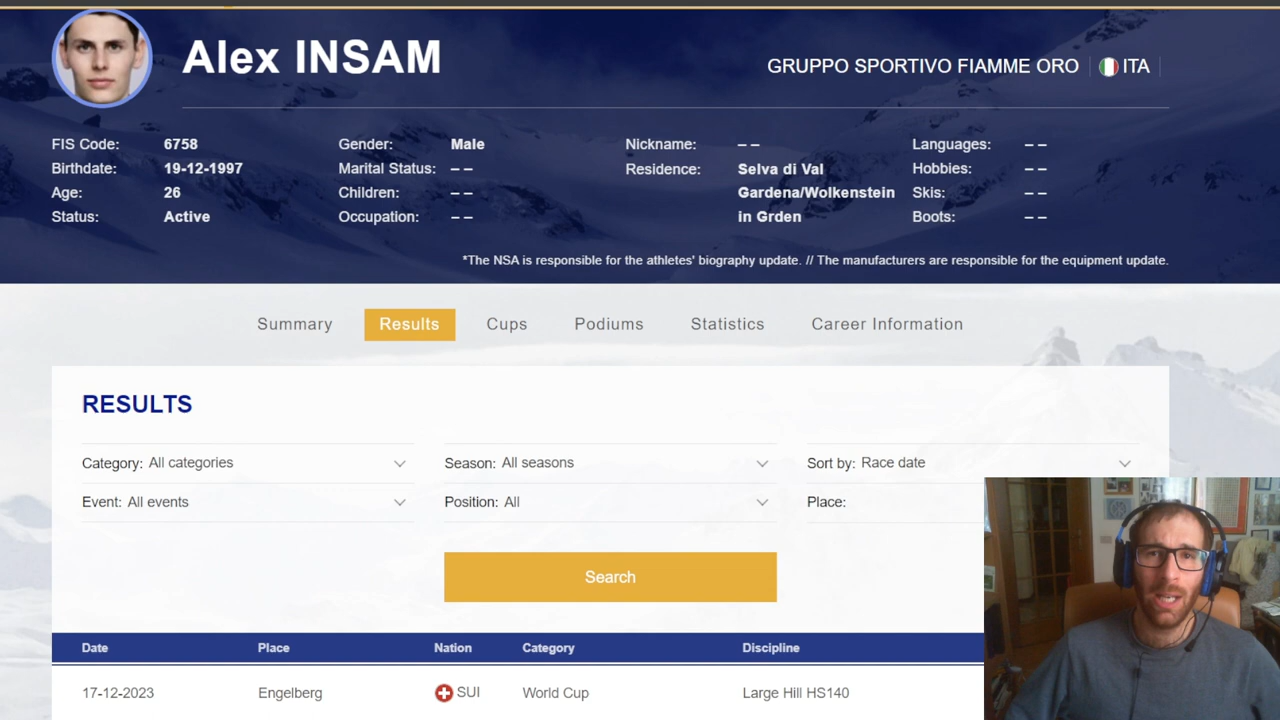 Alex INSAM
GRUPPO SPORTIVO FIAMME ORO ITA
FIS Code: 6758
Birthdate: 19-12-1997
Age: 26
Status: Active
Gender: Male
Marital Status: – –
Children: – –
Occupation: – –
Nickname: – –
Residence: Selva di Val
Gardena/Wolkenstein
in Grden
Languages: – –
Hobbies: – –
Skis: – –
Boots: – –
*The NSA is responsible for the athletes' biography update. // The manufacturers are responsible for the equipment update.
Summary Results Cups Podiums Statistics Career Information
RESULTS
Category: All categories Season: All seasons Sort by: Race date
Event: All events Position: All Place:
Search
Date Place Nation Category Discipline
17-12-2023 Engelberg SUI World Cup Large Hill HS140